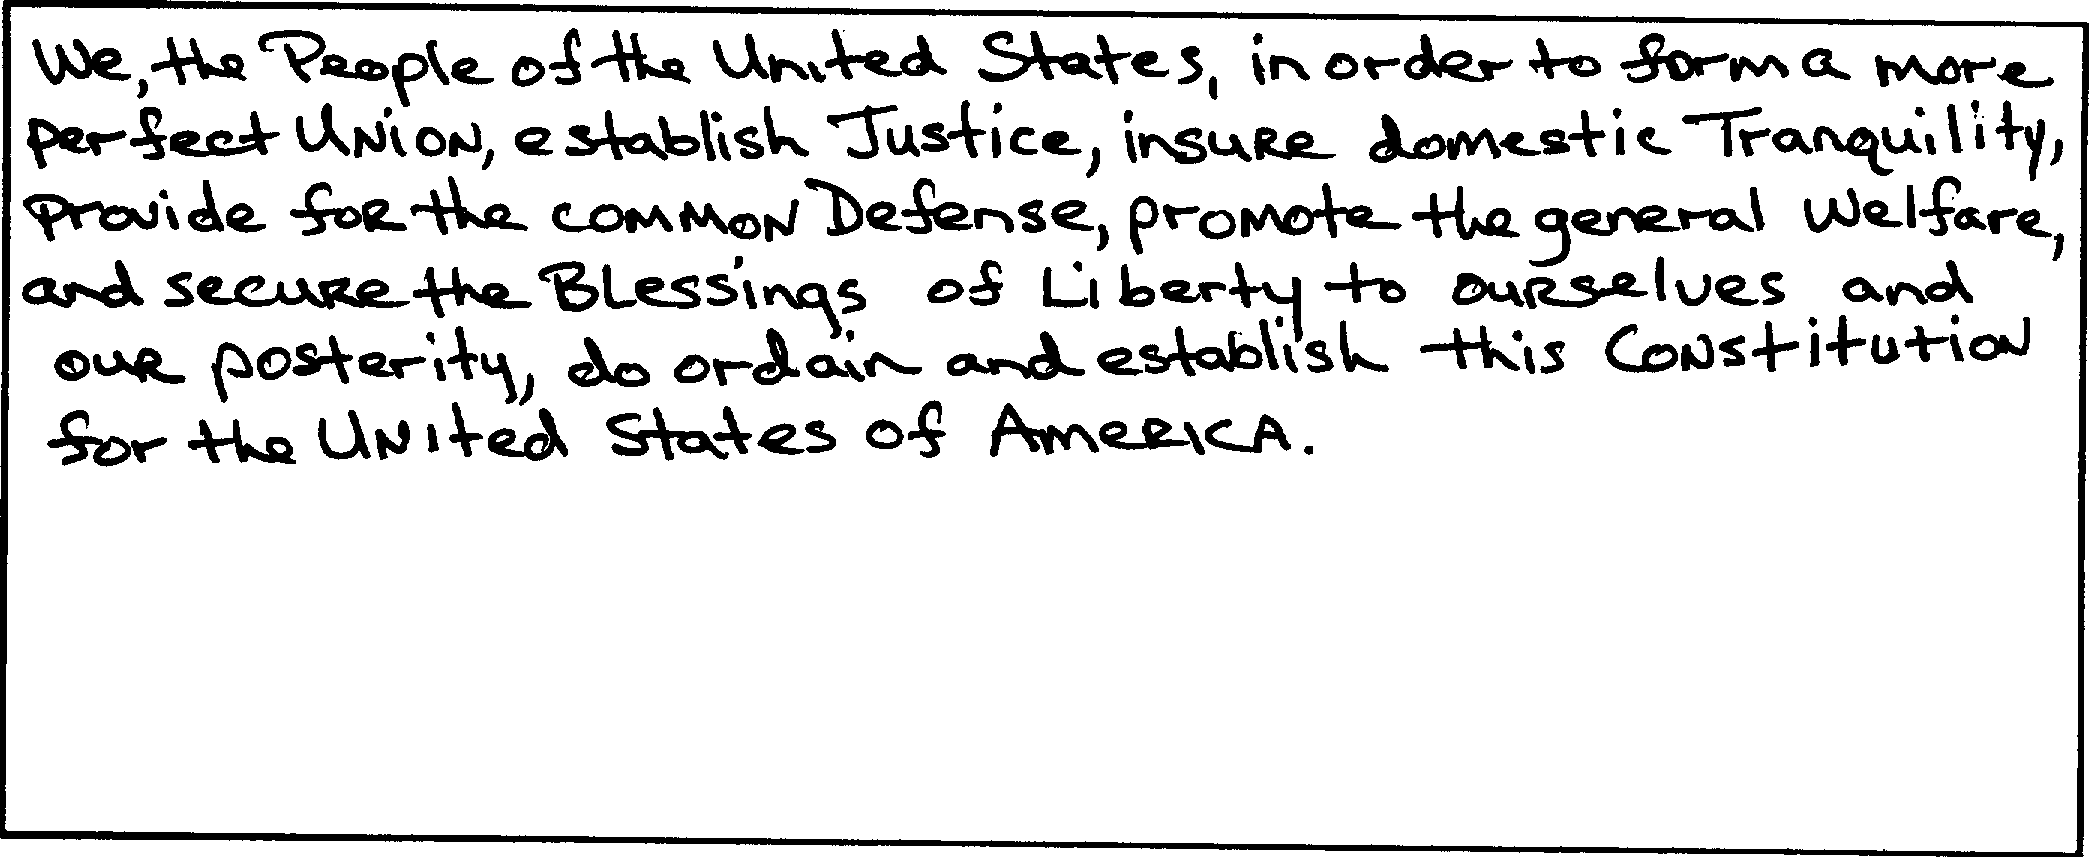 We, the People of the United States, in order to form a more
perfect Union, establish Justice, insure domestic Tranquility,
provide for the common Defense, promote the general Welfare,
and secure the Blessings of Liberty to ourselves and
our posterity, do ordain and establish this Constitution
for the United States of America.